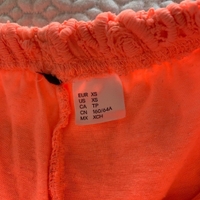 EUR XS
US XS
CA TP
CN 160/64A
MX XCH